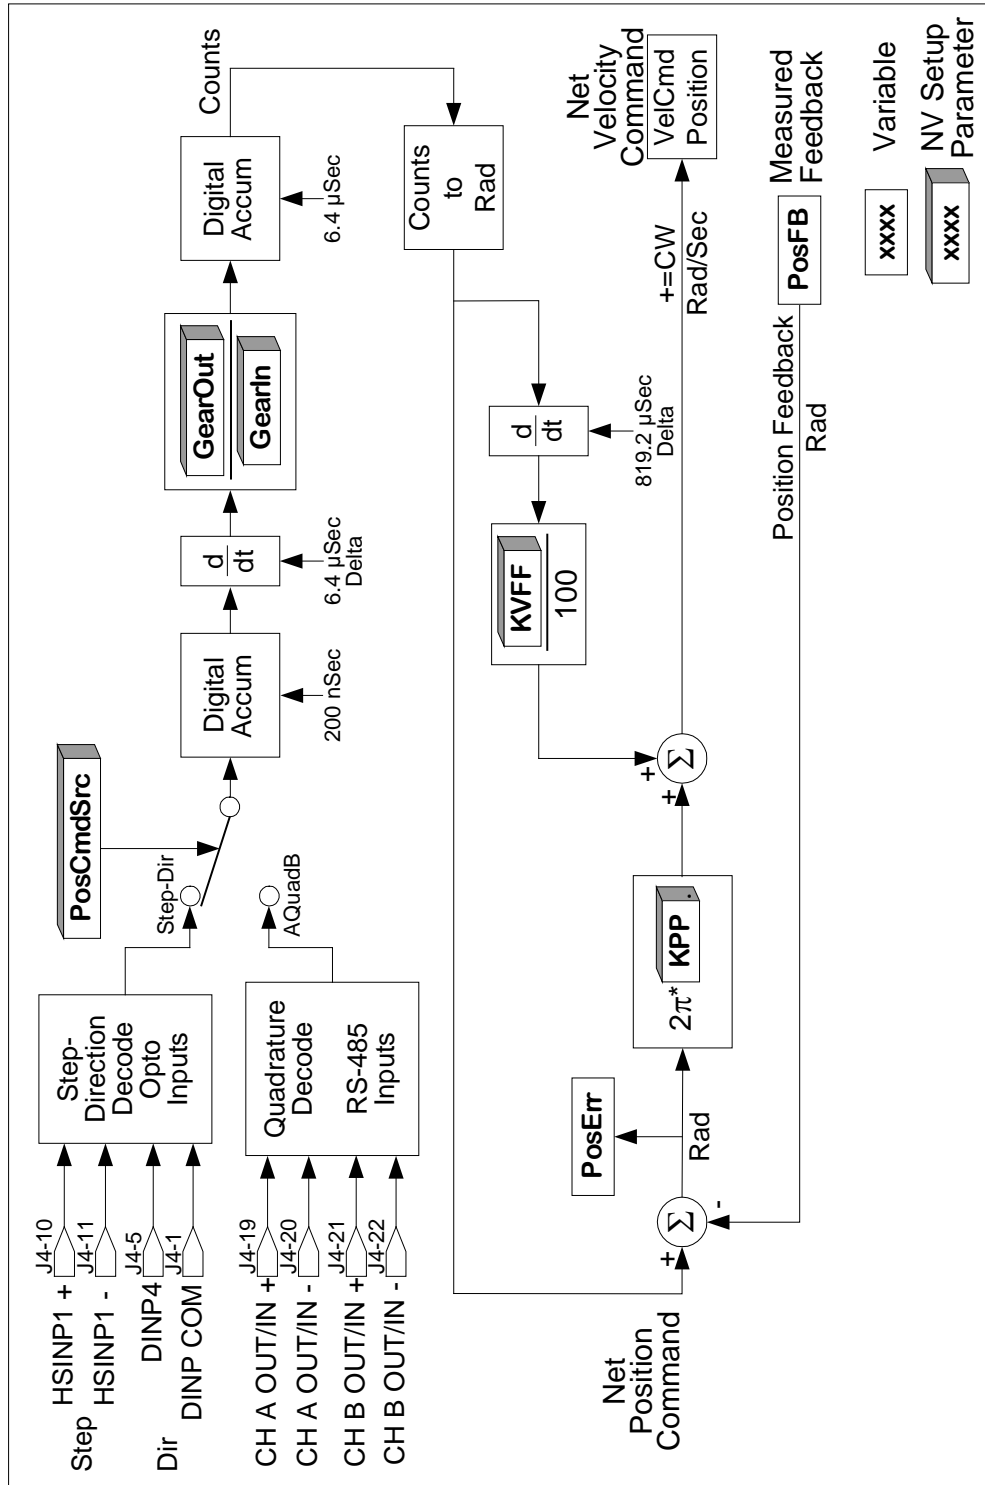 Step
HSINP1 +
J4-10
HSINP1 -
J4-11
Dir
DINP4
J4-5
DINP COM
J4-1
Step-
Direction
Decode
Opto
Inputs
CH A OUT/IN +
J4-19
CH A OUT/IN -
J4-20
CH B OUT/IN +
J4-21
CH B OUT/IN -
J4-22
Quadrature
Decode
RS-485
Inputs
PosCmdSrc
Step-Dir
AQuadB
Digital
Accum
200 nSec
d
dt
6.4 µSec
Delta
GearOut
GearIn
Digital
Accum
6.4 µSec
Counts
Counts
to
Rad
d
dt
819.2 µSec
Delta
KVFF
100
Net
Position
Command
+
Σ
-
PosErr
Rad
2π*
KPP
+
+
Σ
+=CW
Rad/Sec
Net
Velocity
Command
VelCmd
Position
Position Feedback
Rad
PosFB
Measured
Feedback
xxxx
Variable
xxxx
NV Setup
Parameter